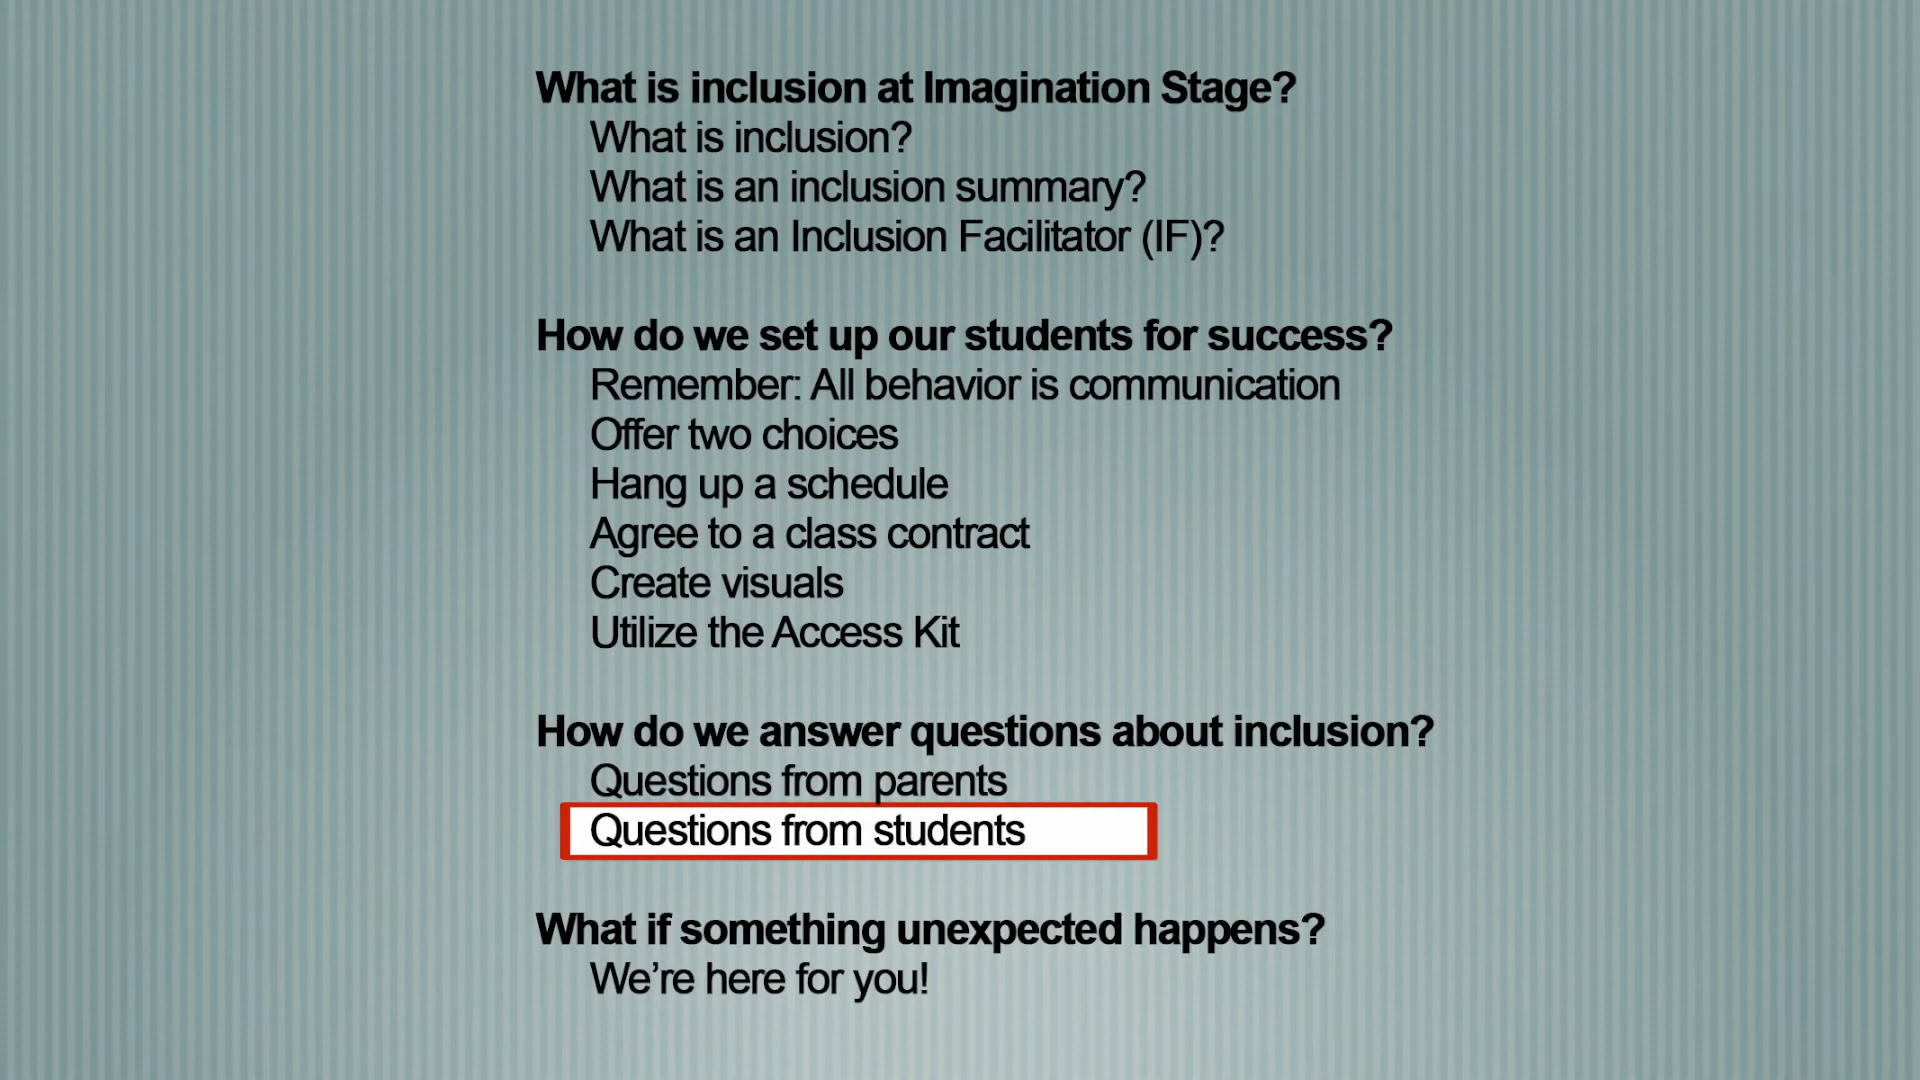 What is inclusion at Imagination Stage?
What is inclusion?
What is an inclusion summary?
What is an Inclusion Facilitator (IF)?
How do we set up our students for success?
Remember: All behavior is communication
Offer two choices
Hang up a schedule
Agree to a class contract
Create visuals
Utilize the Access Kit
How do we answer questions about inclusion?
Questions from parents
Questions from students
What if something unexpected happens?
We’re here for you!